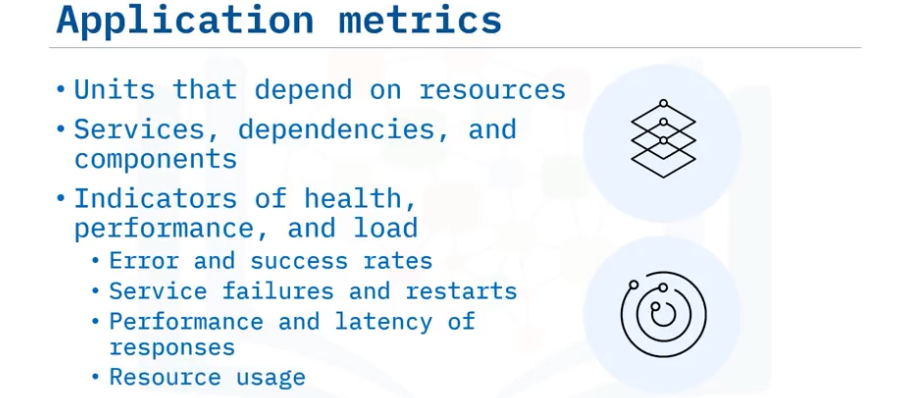 Application metrics
• Units that depend on resources
• Services, dependencies, and
components
• Indicators of health,
performance, and load
• Error and success rates
• Service failures and restarts
• Performance and latency of
responses
• Resource usage